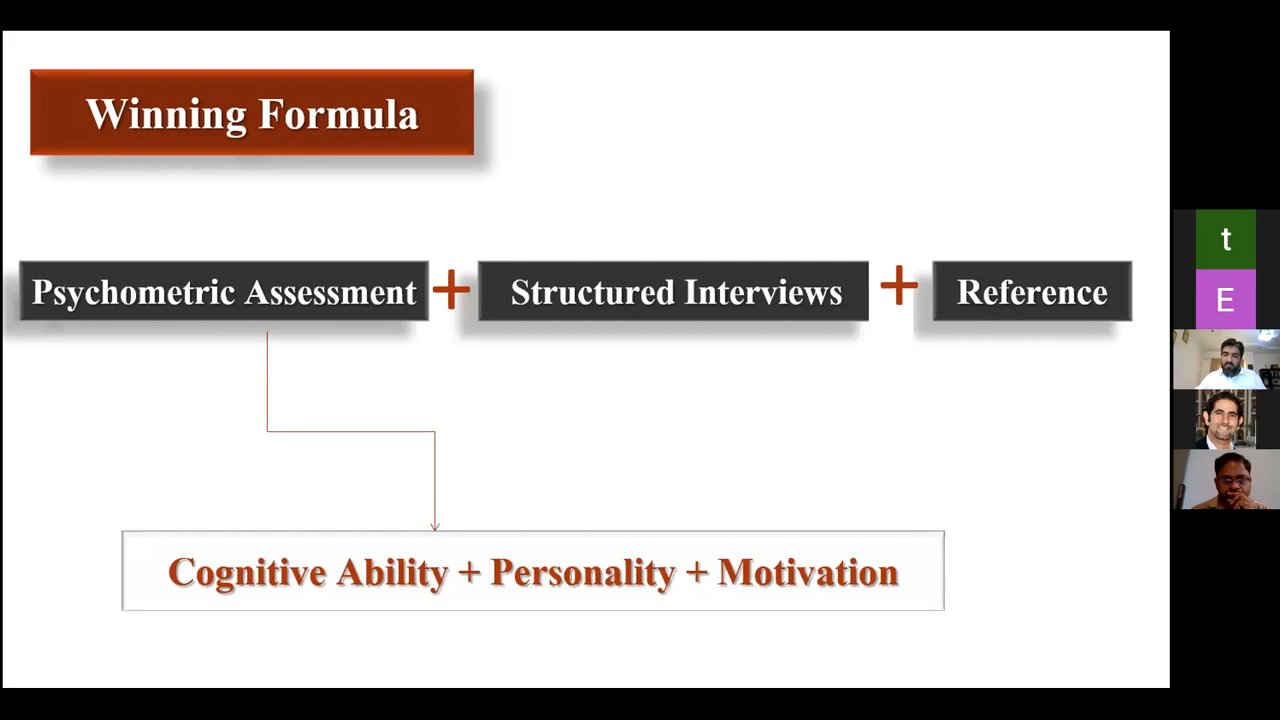 Winning Formula
Psychometric Assessment + Structured Interviews + Reference
Cognitive Ability + Personality + Motivation
t
E